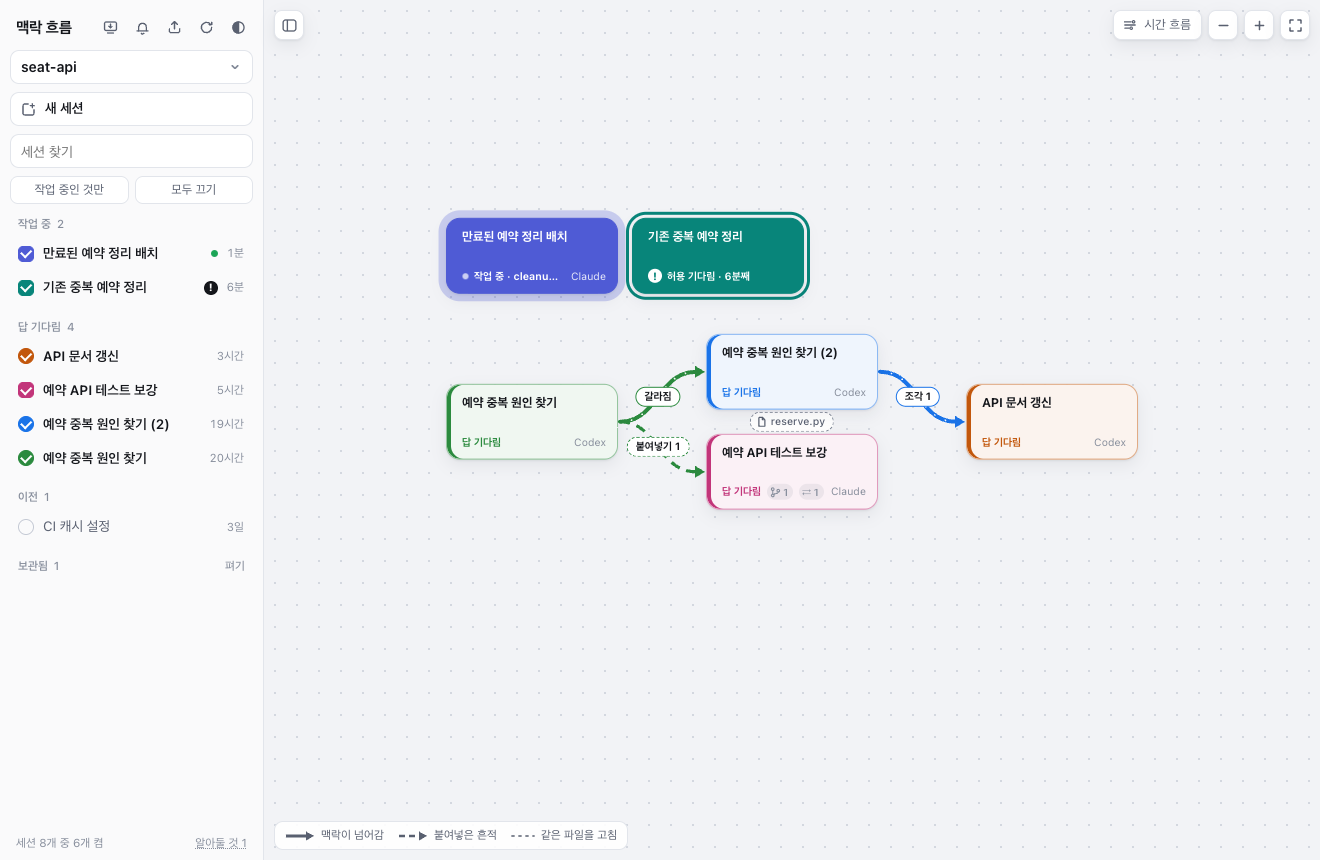 맥락 흐름
seat-api
새 세션
세션 찾기
작업 중인 것만
모두 끄기
작업 중 2
만료된 예약 정리 배치 1분
기존 중복 예약 정리 ! 6분
답 기다림 4
API 문서 갱신 3시간
예약 API 테스트 보강 5시간
예약 중복 원인 찾기 (2) 19시간
예약 중복 원인 찾기 20시간
이전 1
CI 캐시 설정 3일
보관됨 1 펴기
세션 8개 중 6개 켬
알아둘 것 1
시간 흐름
만료된 예약 정리 배치
작업 중 · cleanu... Claude
기존 중복 예약 정리
! 허용 기다림 · 6분째
예약 중복 원인 찾기
답 기다림 Codex
갈라짐
붙여넣기 1
예약 중복 원인 찾기 (2)
답 기다림 Codex
reserve.py
예약 API 테스트 보강
답 기다림 1 1 Claude
조각 1
API 문서 갱신
답 기다림 Codex
맥락이 넘어감
붙여넣은 흔적
같은 파일을 고침